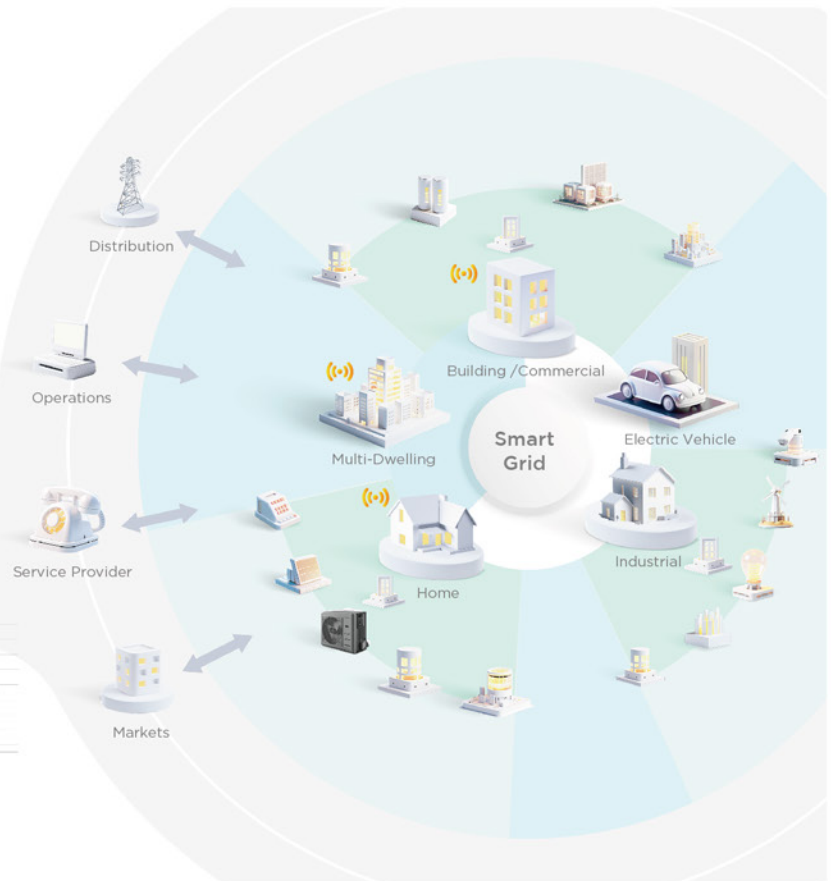 Distribution
Operations
Service Provider
Markets
Building /Commercial
Multi-Dwelling
Smart
Grid
Electric Vehicle
Home
Industrial